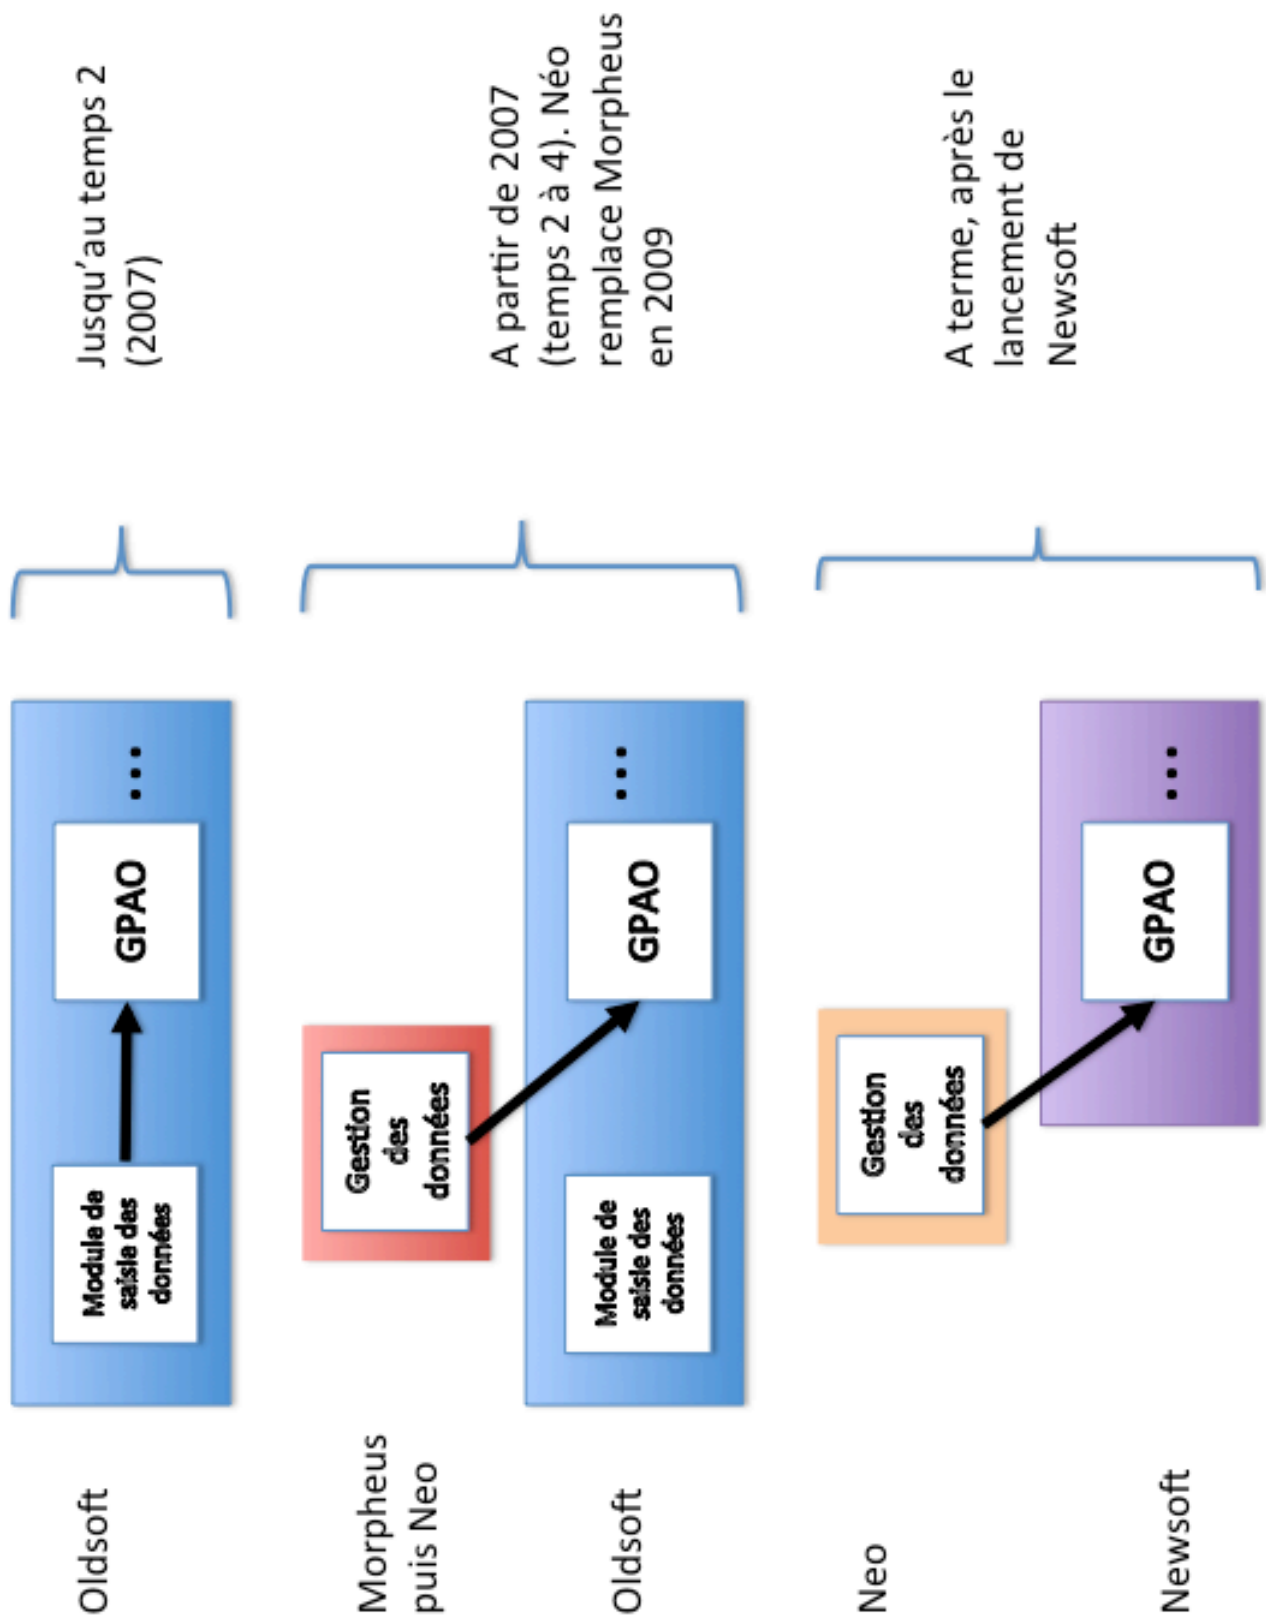 Oldsoft
Module de
saisie des
données
GPAO
...
Jusqu'au temps 2
(2007)
Morpheus
puis Neo
Gestion
des
données
Oldsoft
Module de
saisie des
données
GPAO
...
A partir de 2007
(temps 2 à 4). Néo
remplace Morpheus
en 2009
Neo
Gestion
des
données
Newsoft
GPAO
...
A terme, après le
lancement de
Newsoft